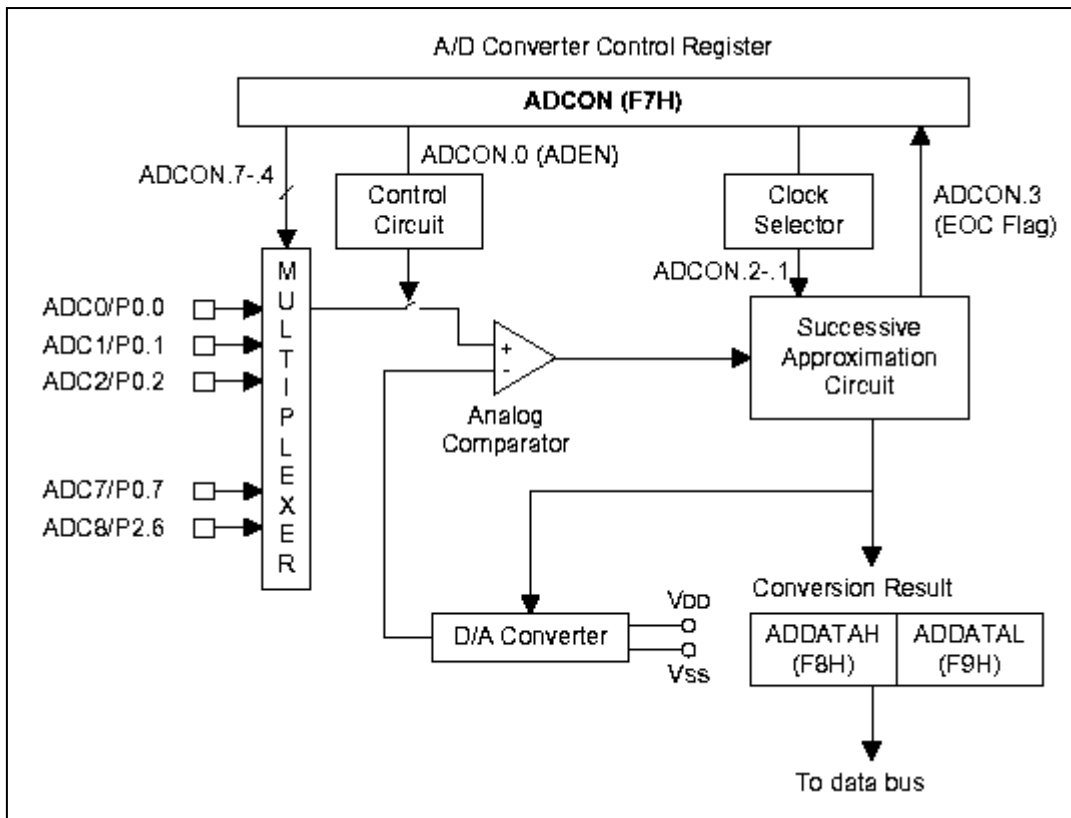 A/D Converter Control Register
ADCON (F7H)
ADCON.7-.4
ADCON.0 (ADEN)
Control
Circuit
Clock
Selector
ADCON.3
(EOC Flag)
ADCON.2-.1
MULTIPLEXER
ADC0/P0.0
ADC1/P0.1
ADC2/P0.2
ADC7/P0.7
ADC8/P2.6
+
-
Analog
Comparator
Successive
Approximation
Circuit
D/A Converter
VDD
VSS
Conversion Result
ADDATAH
(F8H)
ADDATAL
(F9H)
To data bus